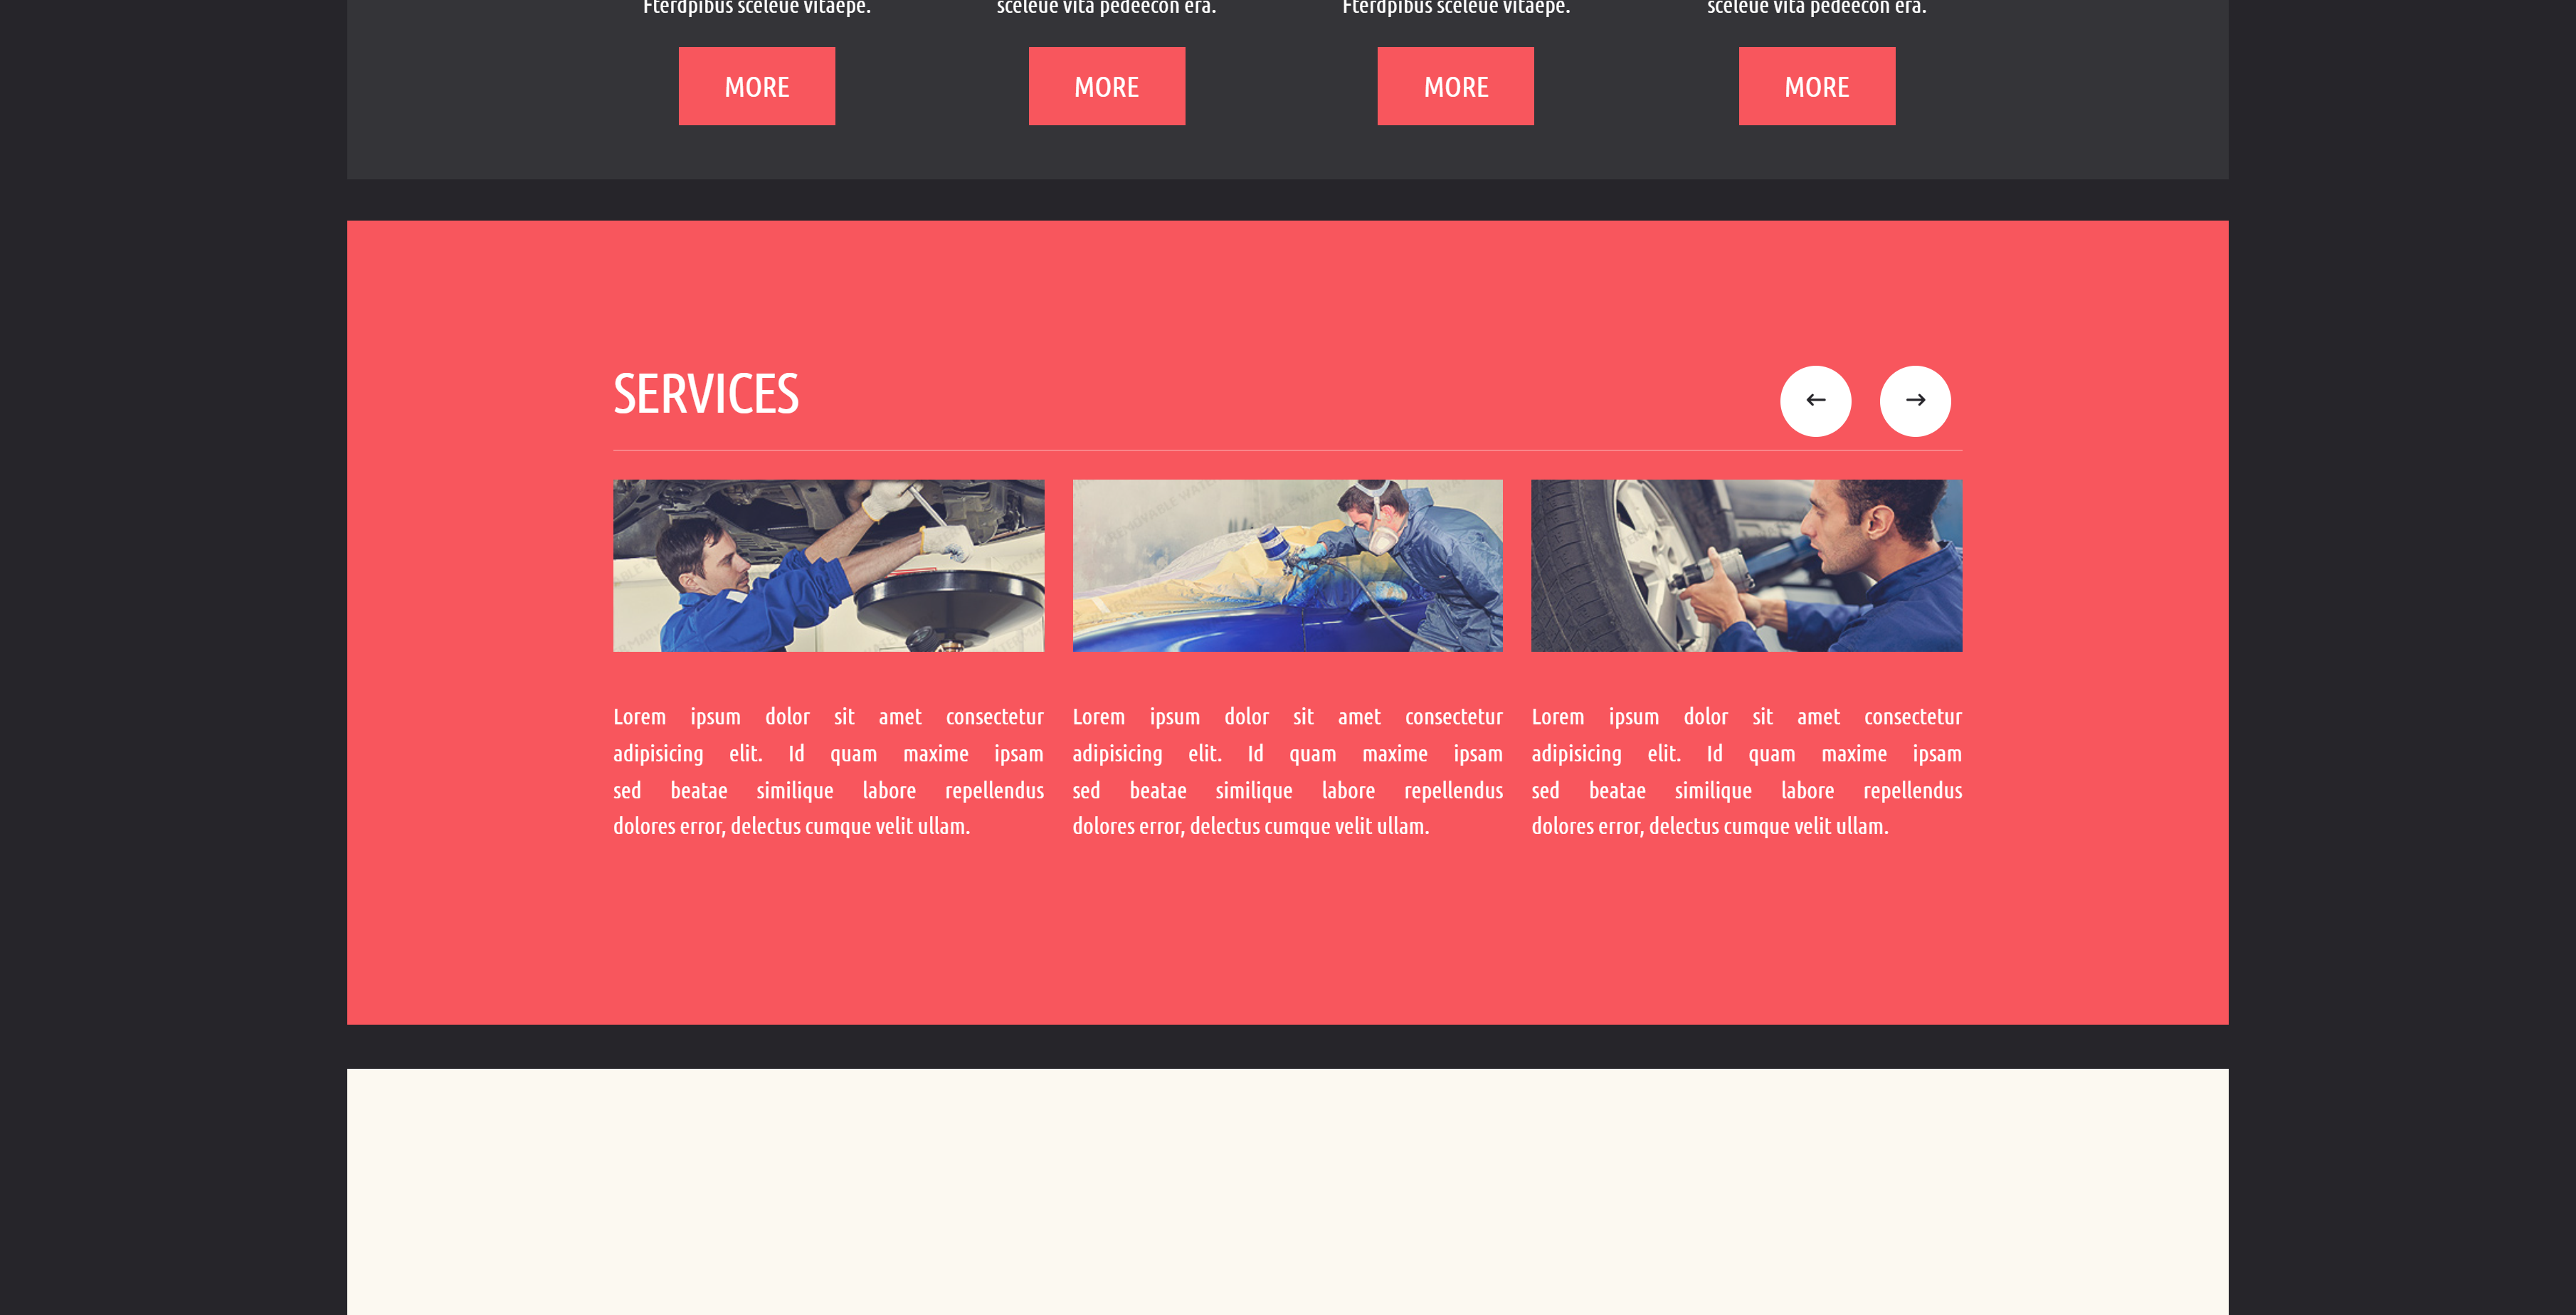 Fterdpibus sceleue vitaepe.
sceleue vita pedeecon era.
Fterdpibus sceleue vitaepe.
sceleue vita pedeecon era.
MORE
MORE
MORE
MORE
SERVICES
Lorem ipsum dolor sit amet consectetur
adipisicing elit. Id quam maxime ipsam
sed beatae similique labore repellendus
dolores error, delectus cumque velit ullam.
Lorem ipsum dolor sit amet consectetur
adipisicing elit. Id quam maxime ipsam
sed beatae similique labore repellendus
dolores error, delectus cumque velit ullam.
Lorem ipsum dolor sit amet consectetur
adipisicing elit. Id quam maxime ipsam
sed beatae similique labore repellendus
dolores error, delectus cumque velit ullam.